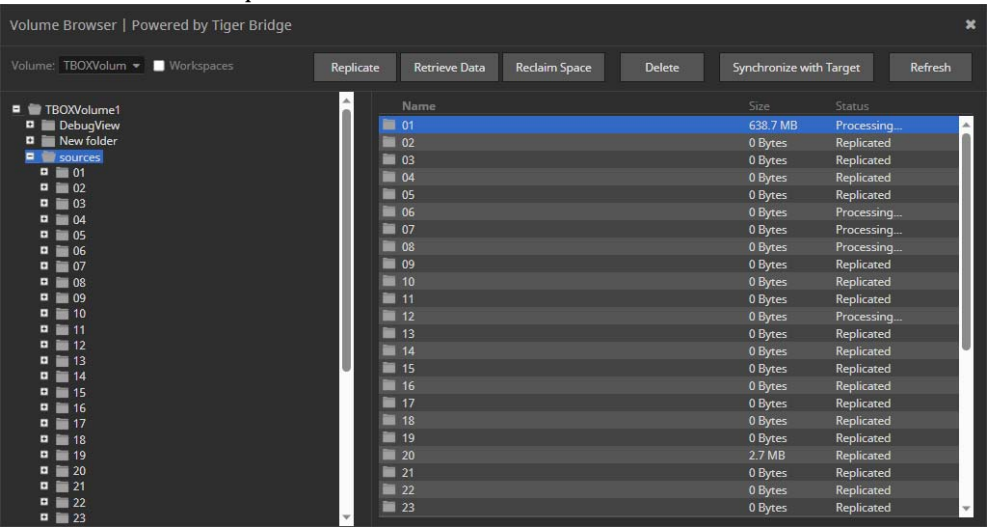 Volume Browser | Powered by Tiger Bridge
Volume: TBOXVolum Workspaces Replicate Retrieve Data Reclaim Space Delete Synchronize with Target Refresh
TBOXVolume1
DebugView
New folder
sources
01
02
03
04
05
06
07
08
09
10
11
12
13
14
15
16
17
18
19
20
21
22
23
Name Size Status
01 638.7 MB Processing...
02 0 Bytes Replicated
03 0 Bytes Replicated
04 0 Bytes Replicated
05 0 Bytes Replicated
06 0 Bytes Processing...
07 0 Bytes Processing...
08 0 Bytes Processing...
09 0 Bytes Replicated
10 0 Bytes Replicated
11 0 Bytes Replicated
12 0 Bytes Processing...
13 0 Bytes Replicated
14 0 Bytes Replicated
15 0 Bytes Replicated
16 0 Bytes Replicated
17 0 Bytes Replicated
18 0 Bytes Replicated
19 0 Bytes Replicated
20 2.7 MB Replicated
21 0 Bytes Replicated
22 0 Bytes Replicated
23 0 Bytes Replicated